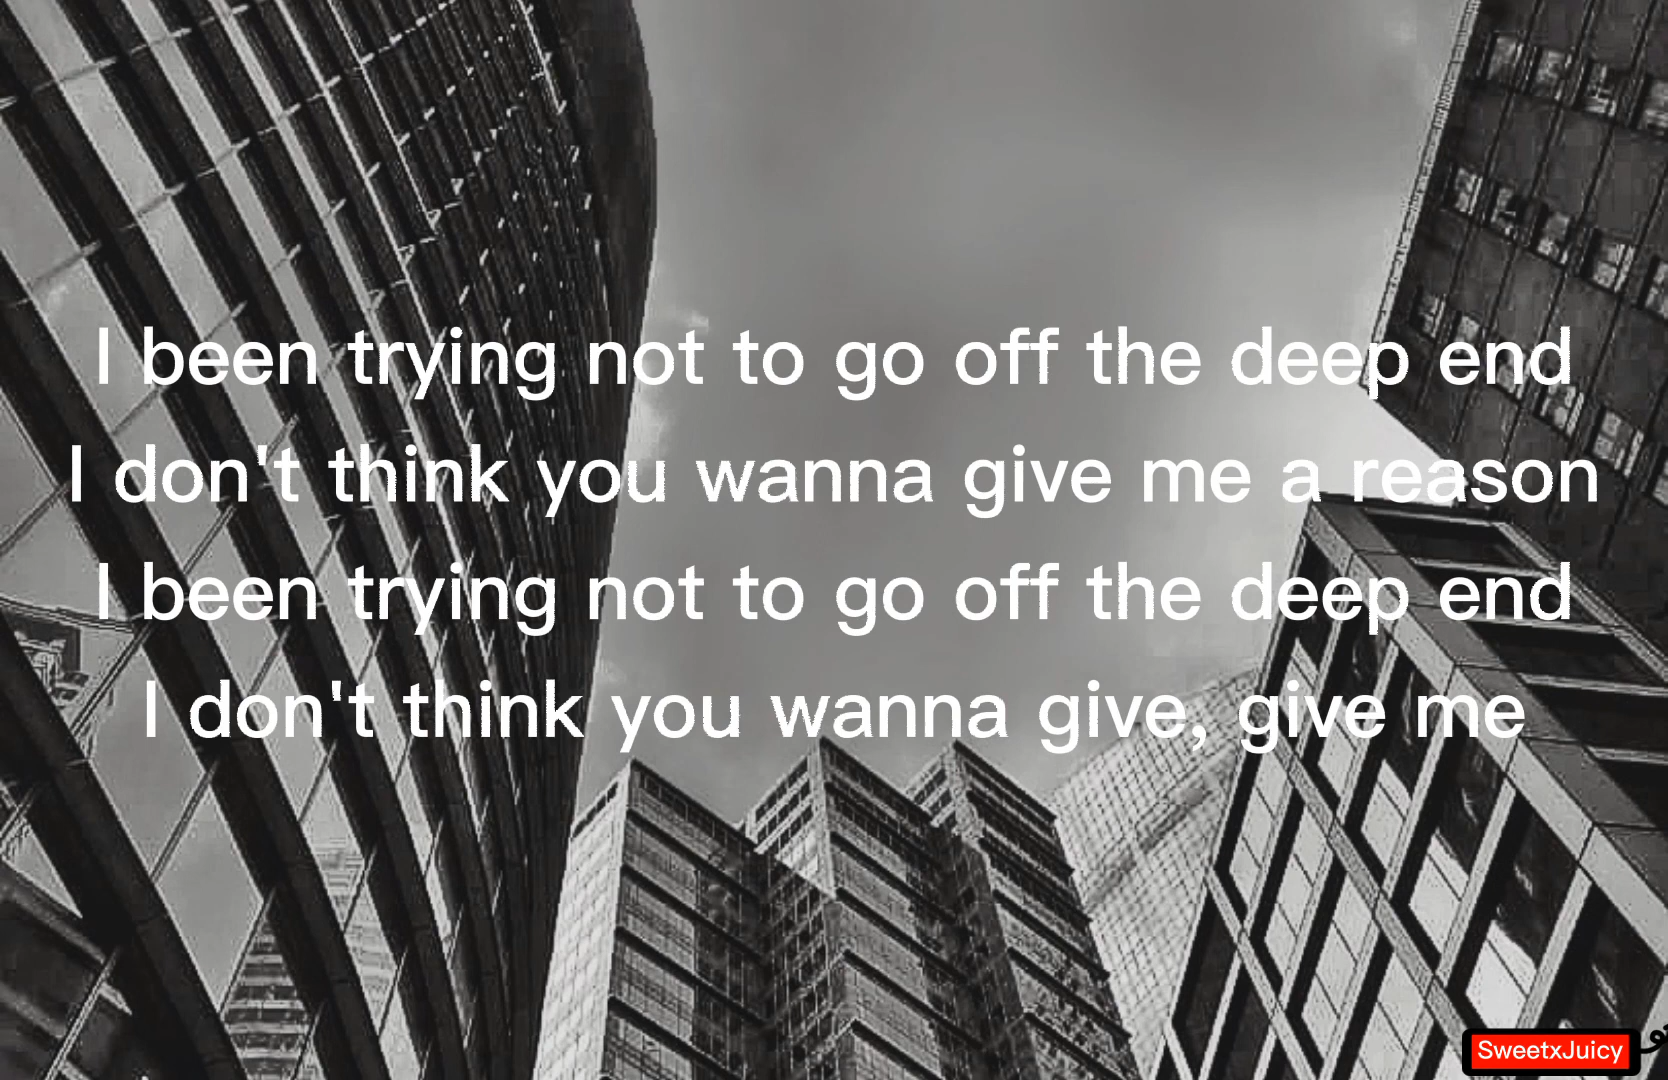 I been trying not to go off the deep end
I don't think you wanna give me a reason
I been trying not to go off the deep end
I don't think you wanna give, give me
SweetxJuicy